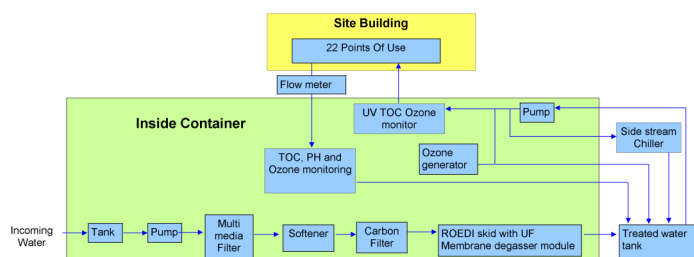 Site Building
22 Points Of Use
Flow meter
Inside Container
UV TOC Ozone
monitor
Pump
Side stream
Chiller
TOC, PH and
Ozone monitoring
Ozone
generator
Incoming
Water
Tank
Pump
Multi
media
Filter
Softener
Carbon
Filter
ROEDI skid with UF
Membrane degasser module
Treated water
tank